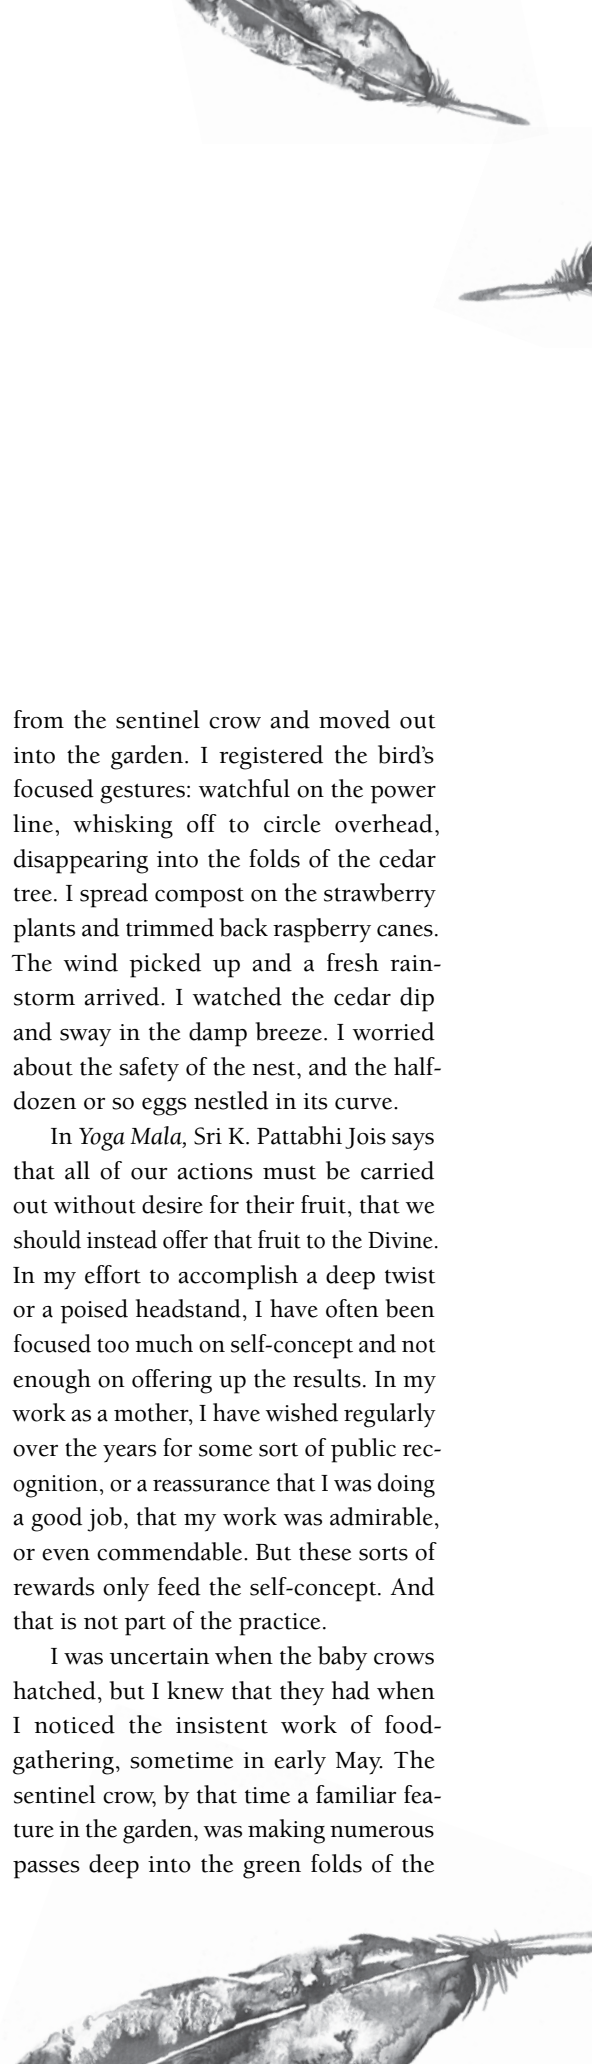 from the sentinel crow and moved out
into the garden. I registered the bird’s
focused gestures: watchful on the power
line, whisking off to circle overhead,
disappearing into the folds of the cedar
tree. I spread compost on the strawberry
plants and trimmed back raspberry canes.
The wind picked up and a fresh rain-
storm arrived. I watched the cedar dip
and sway in the damp breeze. I worried
about the safety of the nest, and the half-
dozen or so eggs nestled in its curve.
In Yoga Mala, Sri K. Pattabhi Jois says
that all of our actions must be carried
out without desire for their fruit, that we
should instead offer that fruit to the Divine.
In my effort to accomplish a deep twist
or a poised headstand, I have often been
focused too much on self-concept and not
enough on offering up the results. In my
work as a mother, I have wished regularly
over the years for some sort of public rec-
ognition, or a reassurance that I was doing
a good job, that my work was admirable,
or even commendable. But these sorts of
rewards only feed the self-concept. And
that is not part of the practice.
I was uncertain when the baby crows
hatched, but I knew that they had when
I noticed the insistent work of food-
gathering, sometime in early May. The
sentinel crow, by that time a familiar fea-
ture in the garden, was making numerous
passes deep into the green folds of the